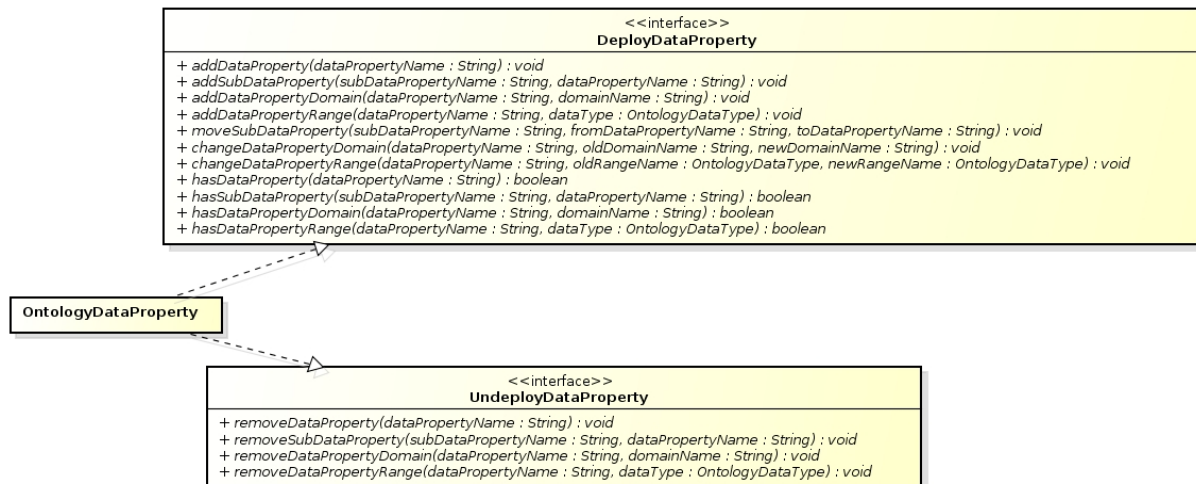 <<interface>>
DeployDataProperty
+ addDataProperty(dataPropertyName : String) : void
+ addSubDataProperty(subDataPropertyName : String, dataPropertyName : String) : void
+ addDataPropertyDomain(dataPropertyName : String, domainName : String) : void
+ addDataPropertyRange(dataPropertyName : String, dataType : OntologyDataType) : void
+ moveSubDataProperty(subDataPropertyName : String, fromDataPropertyName : String, toDataPropertyName : String) : void
+ changeDataPropertyDomain(dataPropertyName : String, oldDomainName : String, newDomainName : String) : void
+ changeDataPropertyRange(dataPropertyName : String, oldRangeName : OntologyDataType, newRangeName : OntologyDataType) : void
+ hasDataProperty(dataPropertyName : String) : boolean
+ hasSubDataProperty(subDataPropertyName : String, dataPropertyName : String) : boolean
+ hasDataPropertyDomain(dataPropertyName : String, domainName : String) : boolean
+ hasDataPropertyRange(dataPropertyName : String, dataType : OntologyDataType) : boolean
OntologyDataProperty
<<interface>>
UndeployDataProperty
+ removeDataProperty(dataPropertyName : String) : void
+ removeSubDataProperty(subDataPropertyName : String, dataPropertyName : String) : void
+ removeDataPropertyDomain(dataPropertyName : String, domainName : String) : void
+ removeDataPropertyRange(dataPropertyName : String, dataType : OntologyDataType) : void